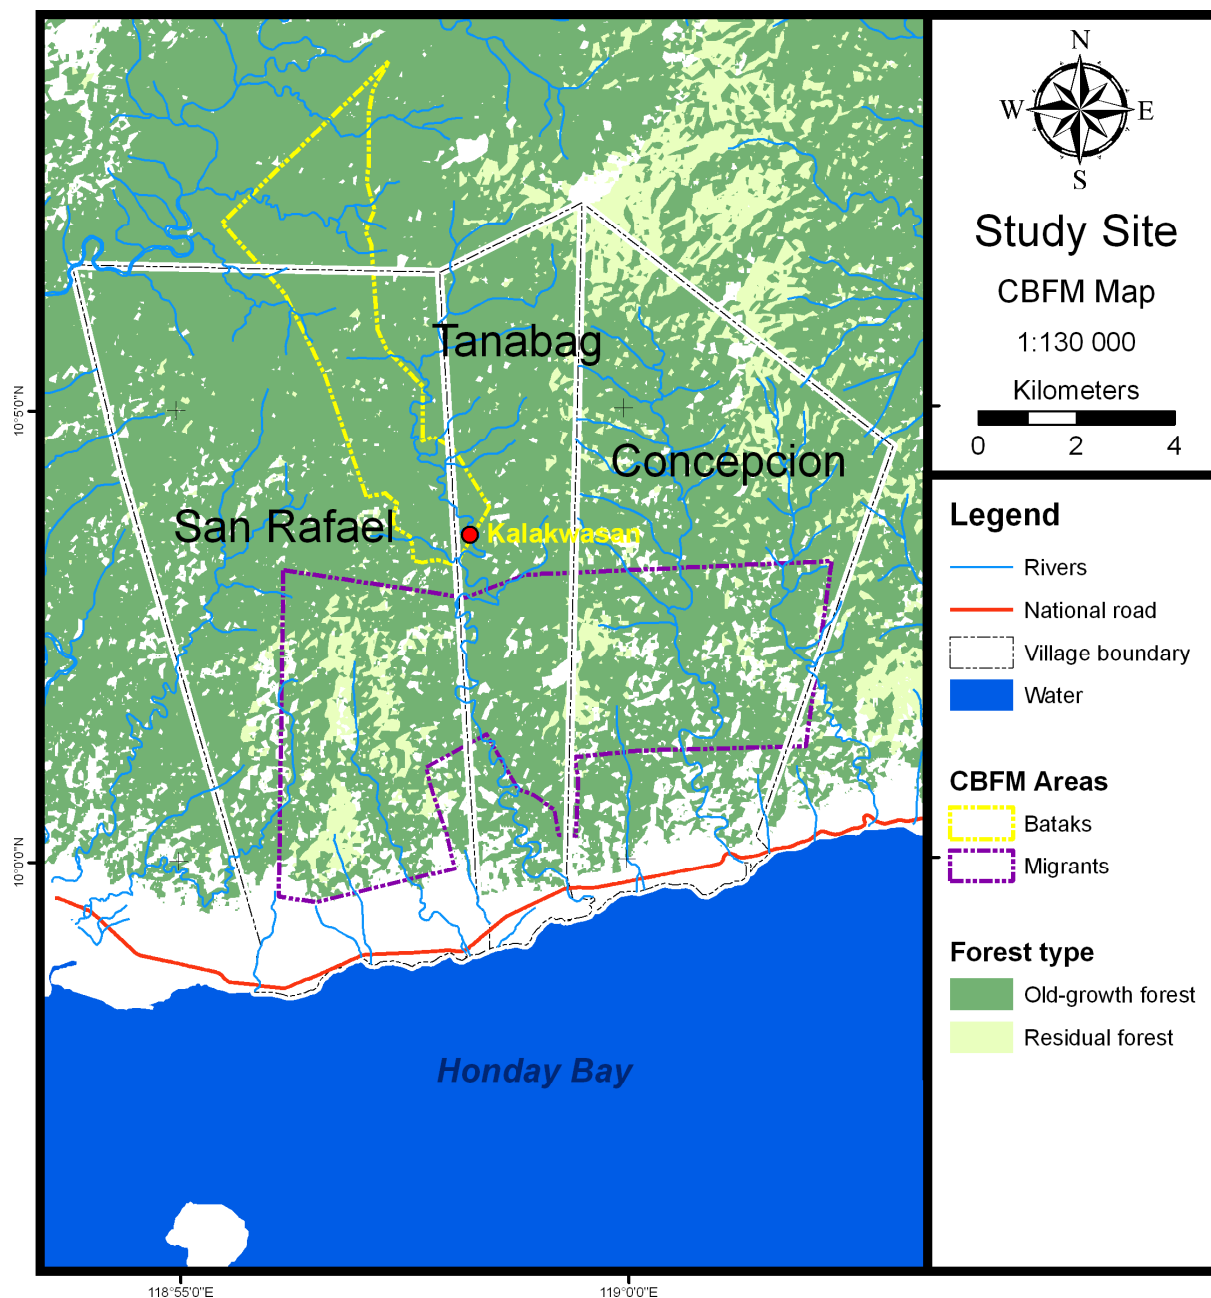 N
W
E
S
Study Site
CBFM Map
1:130 000
Kilometers
0 2 4
Legend
Rivers
National road
Village boundary
Water
CBFM Areas
Bataks
Migrants
Forest type
Old-growth forest
Residual forest
Tanabag
Concepcion
San Rafael
Kalakwasan
Honday Bay
10°5'0"N
10°0'0"N
118°55'0"E
119°0'0"E